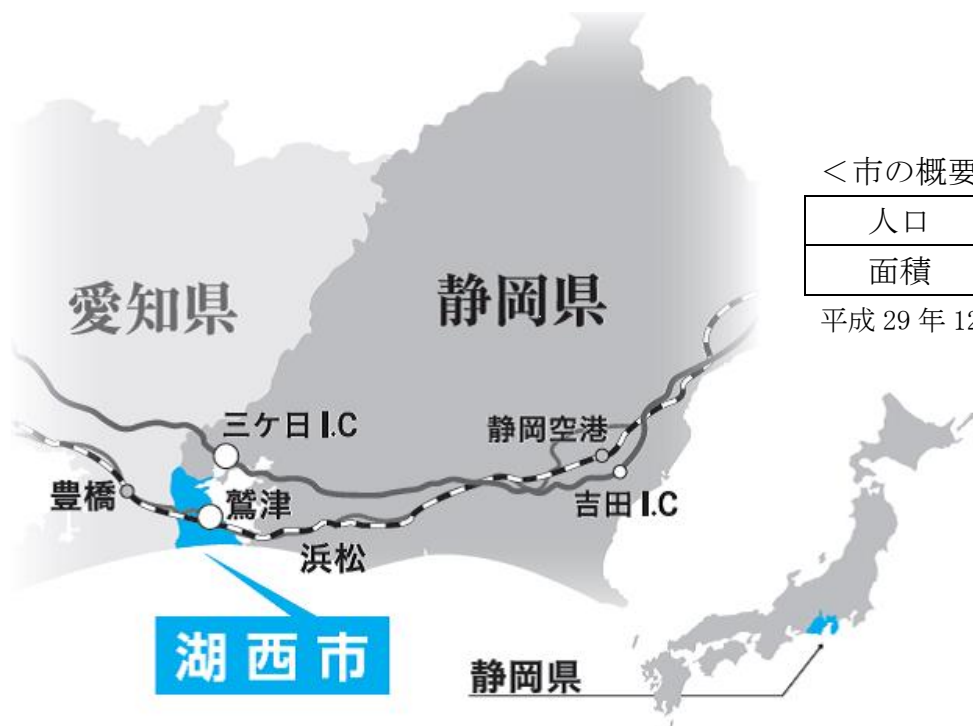 ＜市の概要
人口
面積
平成 29 年 12
愛知県
静岡県
三ケ日 I.C
静岡空港
豊橋
鷲津
吉田 I.C
浜松
湖西市
静岡県